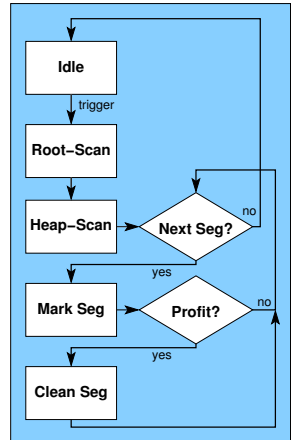 Idle
trigger
Root-Scan
Heap-Scan
Next Seg?
no
yes
Mark Seg
Profit?
no
yes
Clean Seg